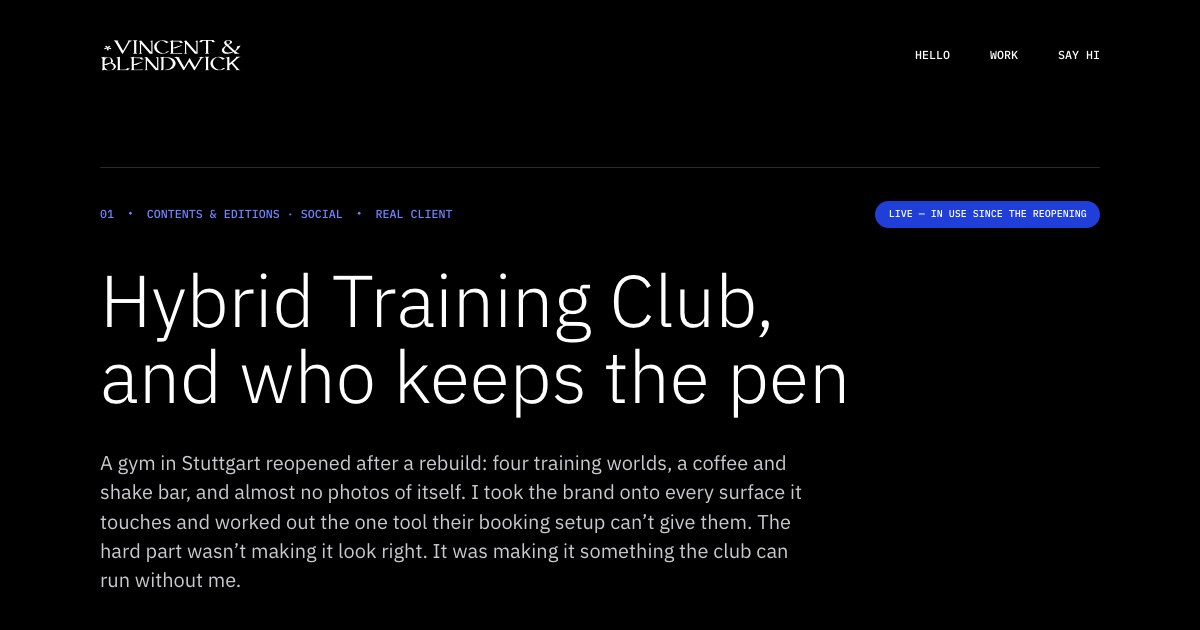 *VINCENT &
BLENDWICK
HELLO WORK SAY HI
01 • CONTENTS & EDITIONS · SOCIAL • REAL CLIENT
LIVE — IN USE SINCE THE REOPENING
Hybrid Training Club,
and who keeps the pen
A gym in Stuttgart reopened after a rebuild: four training worlds, a coffee and
shake bar, and almost no photos of itself. I took the brand onto every surface it
touches and worked out the one tool their booking setup can’t give them. The
hard part wasn’t making it look right. It was making it something the club can
run without me.